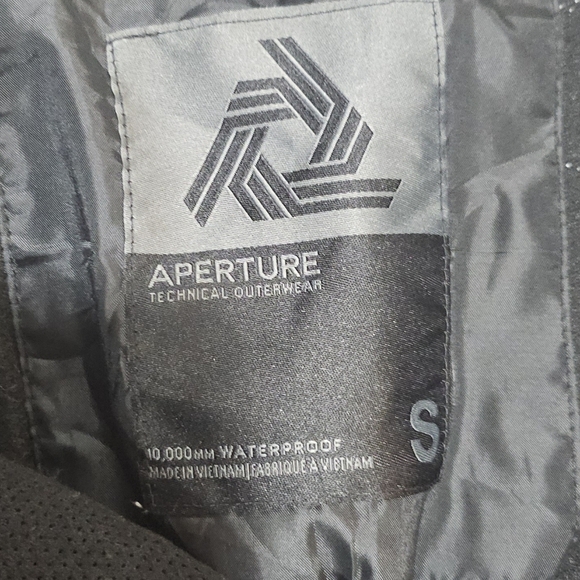 APERTURE
TECHNICAL OUTERWEAR
S
10,000MM WATERPROOF
MADE IN VIETNAM|FABRIQUÉ À VIETNAM